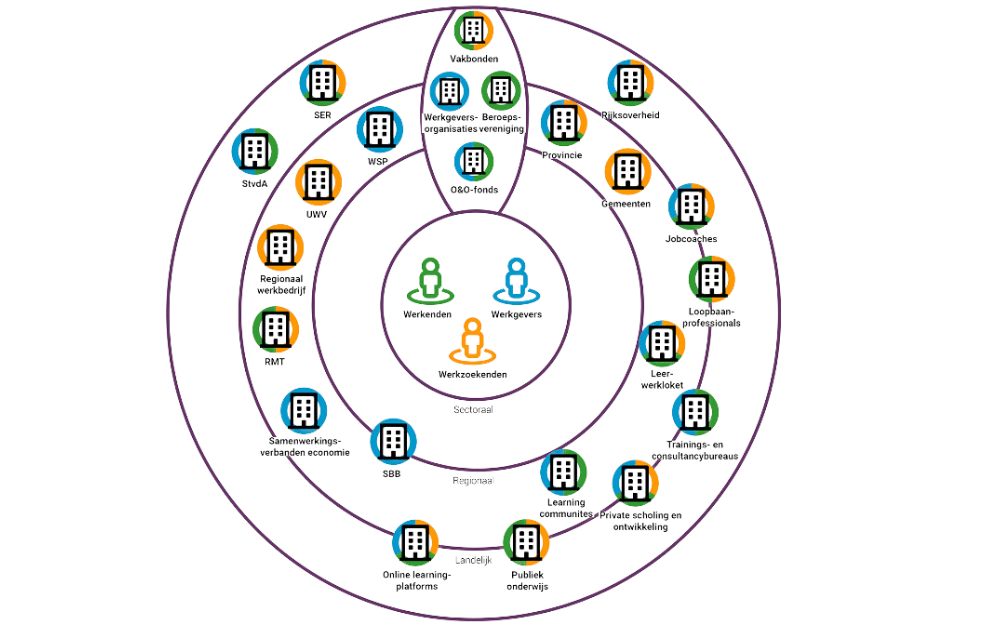 Vakbonden
SER
Werkgevers-
organisaties
Beroeps-
vereniging
Rijksoverheid
WSP
Provincie
StvdA
O&O-fonds
UWV
Gemeenten
Jobcoaches
Regionaal
werkbedrijf
Werkenden
Werkgevers
Loopbaan-
professionals
RMT
Werkzoekenden
Leer-
werkloket
Sectoraal
Samenwerkings-
verbanden economie
Trainings- en
consultancybureaus
SBB
Regionaal
Learning
communites
Private scholing en
ontwikkeling
Landelijk
Online learning-
platforms
Publiek
onderwijs